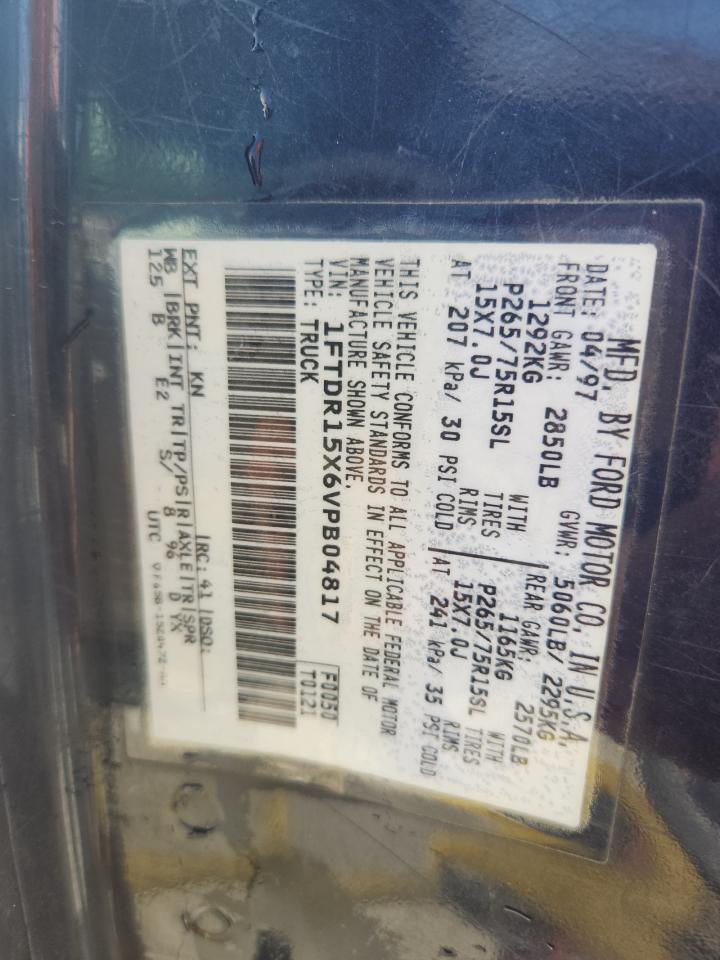 MFD. BY FORD MOTOR CO. IN U.S.A.
DATE: 04/97 GVWR: 5060LB/ 2295KG
FRONT GAWR: 2850LB REAR GAWR: 2570LB
1292KG WITH 1165KG WITH
P265/75R15SL TIRES P265/75R15SL TIRES
15X7.0J RIMS 15X7.0J RIMS
AT 207 kPa/ 30 PSI COLD AT 241 kPa/ 35 PSI COLD
THIS VEHICLE CONFORMS TO ALL APPLICABLE FEDERAL MOTOR
VEHICLE SAFETY STANDARDS IN EFFECT ON THE DATE OF
MANUFACTURE SHOWN ABOVE.
VIN: 1FTDR15X6VPB04817 F0050
TYPE: TRUCK T0121
EXT PNT: KN RC: 41 DSO:
WB BRK INT TR TP/PS R AXLE TR SPR
125 B E2 S/ 8 96 D YX
UTC